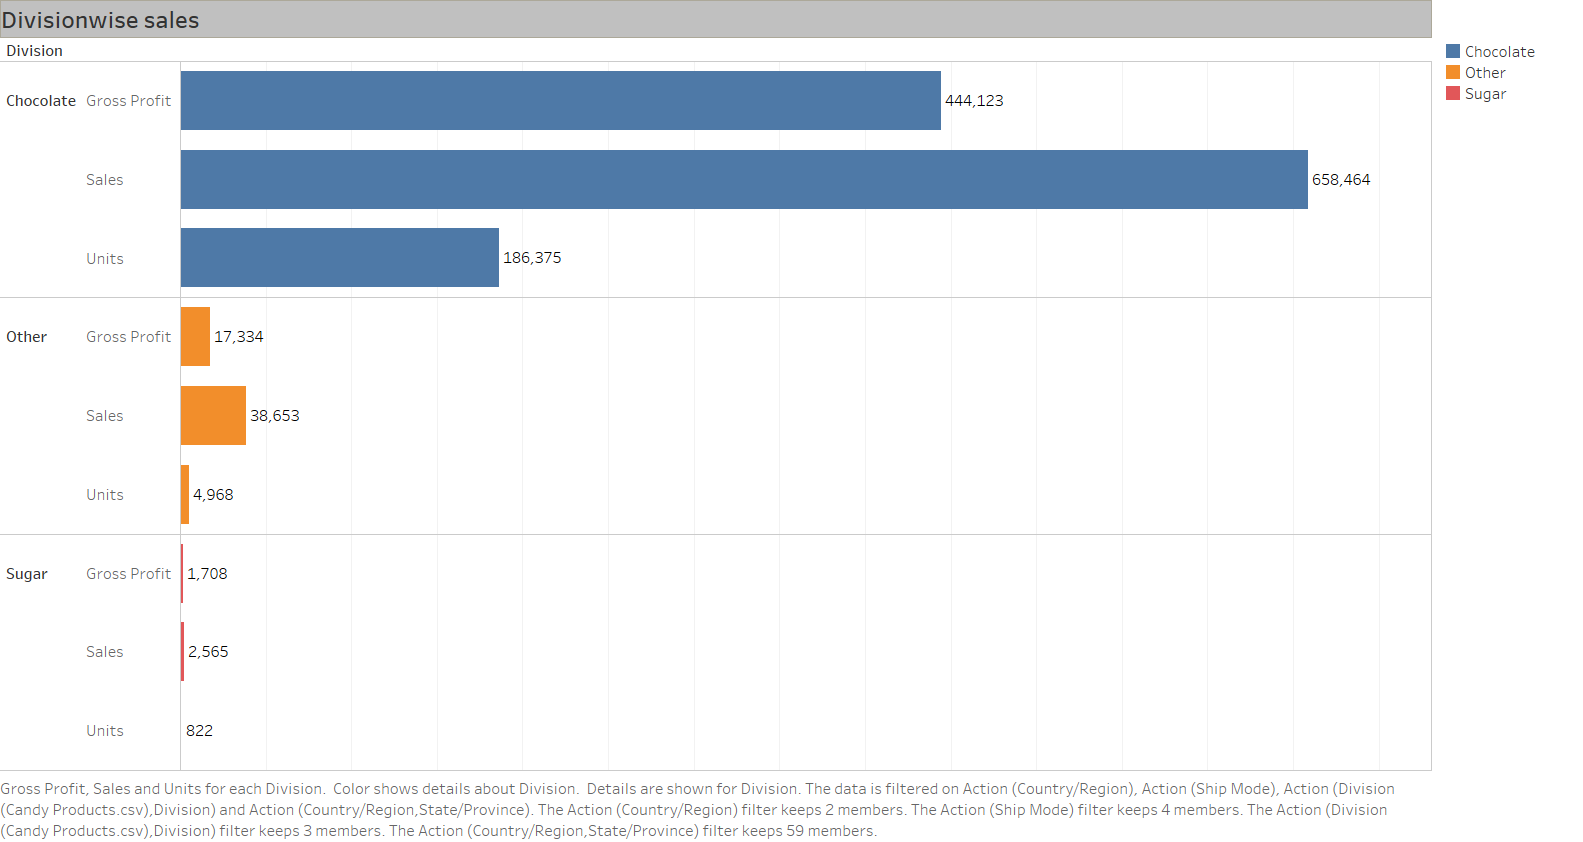 Divisionwise sales
Division
Chocolate Gross Profit 444,123
Sales 658,464
Units 186,375
Other Gross Profit 17,334
Sales 38,653
Units 4,968
Sugar Gross Profit 1,708
Sales 2,565
Units 822
Chocolate
Other
Sugar
Gross Profit, Sales and Units for each Division.  Color shows details about Division.  Details are shown for Division. The data is filtered on Action (Country/Region), Action (Ship Mode), Action (Division
(Candy Products.csv),Division) and Action (Country/Region,State/Province). The Action (Country/Region) filter keeps 2 members. The Action (Ship Mode) filter keeps 4 members. The Action (Division
(Candy Products.csv),Division) filter keeps 3 members. The Action (Country/Region,State/Province) filter keeps 59 members.